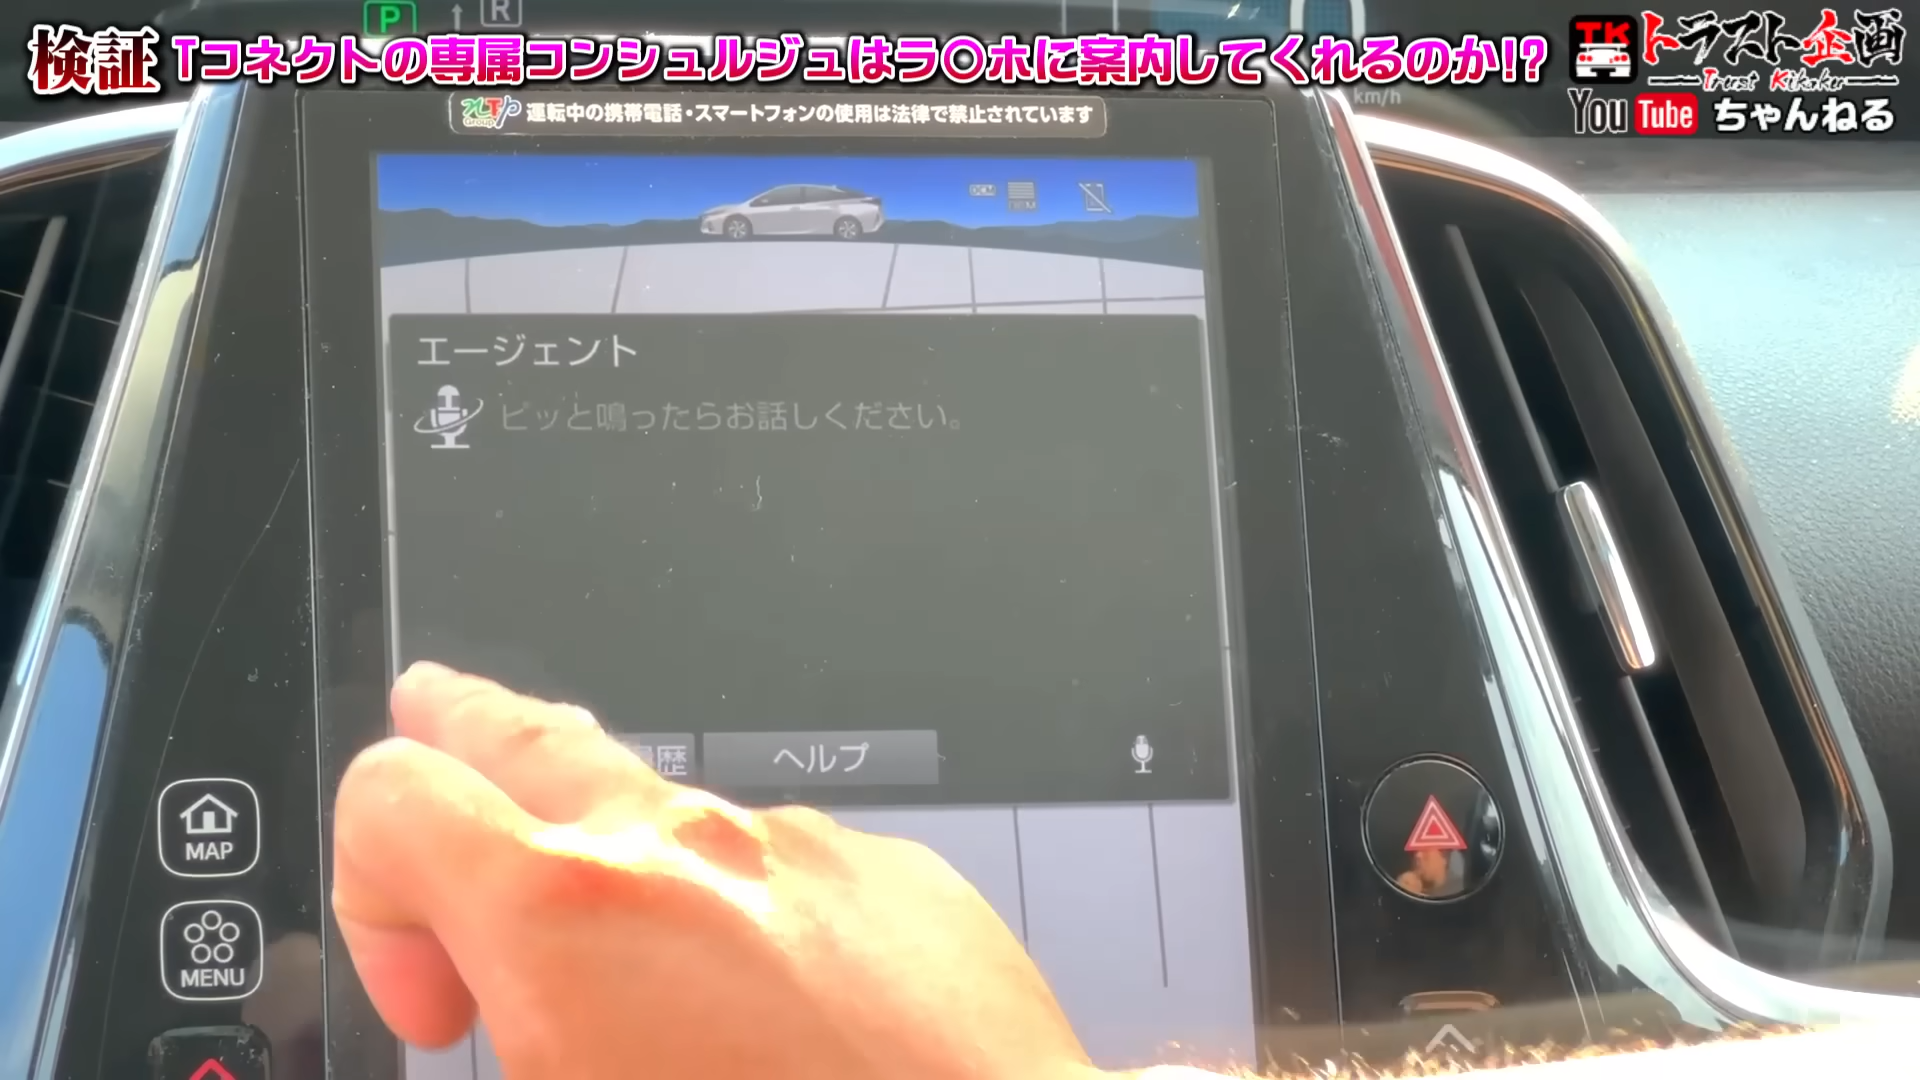 P
R
検証 Tコネクトの専属コンシュルジュはラ〇ホに案内してくれるのか!?
TK トラスト企画
Trust Kikaku
YouTube ちゃんねる
km/h
Group 運転中の携帯電話・スマートフォンの使用は法律で禁止されています
DCM
エージェント
ピッと鳴ったらお話しください。
歴
ヘルプ
MAP
MENU